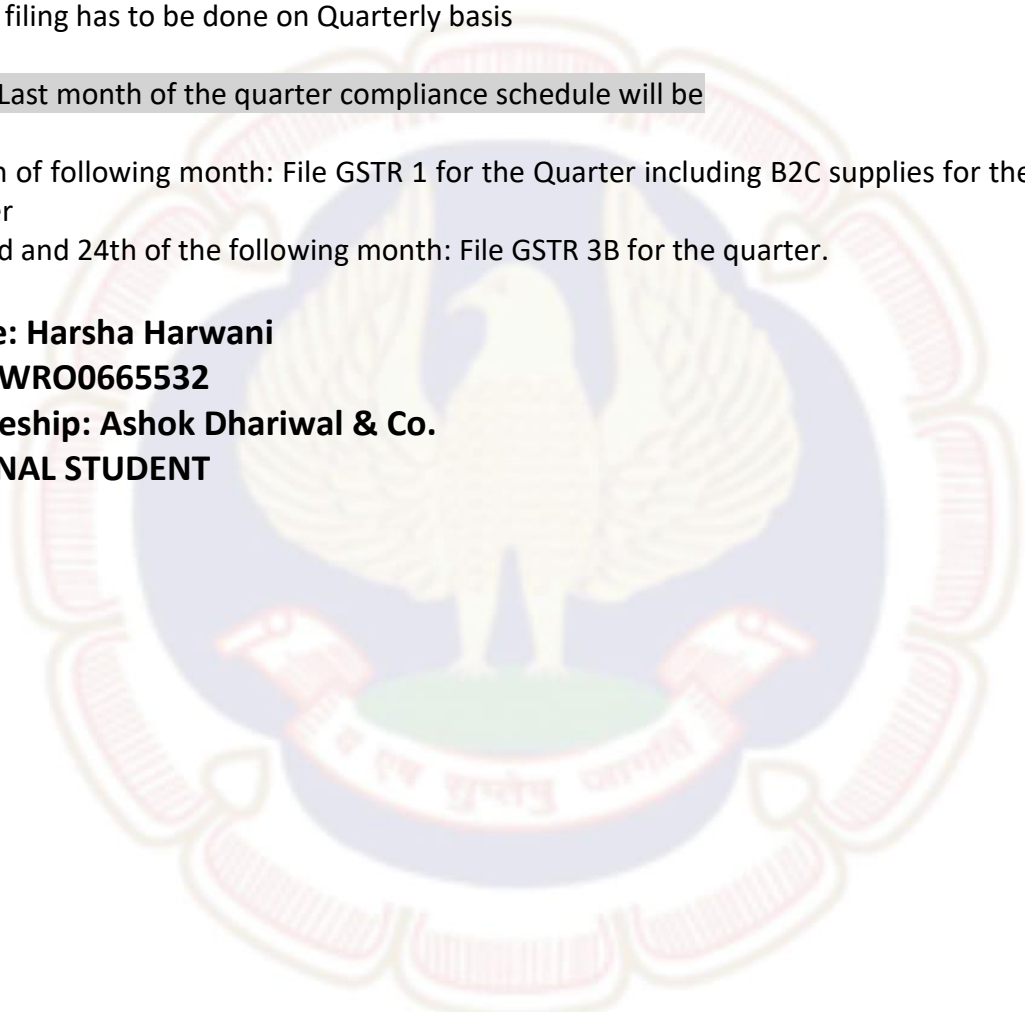 filing has to be done on Quarterly basis
Last month of the quarter compliance schedule will be
of following month: File GSTR 1 for the Quarter including B2C supplies for the
and 24th of the following month: File GSTR 3B for the quarter.
: Harsha Harwani
WRO0665532
eship: Ashok Dhariwal & Co.
NAL STUDENT
य एष सुप्तेषु जागर्ति